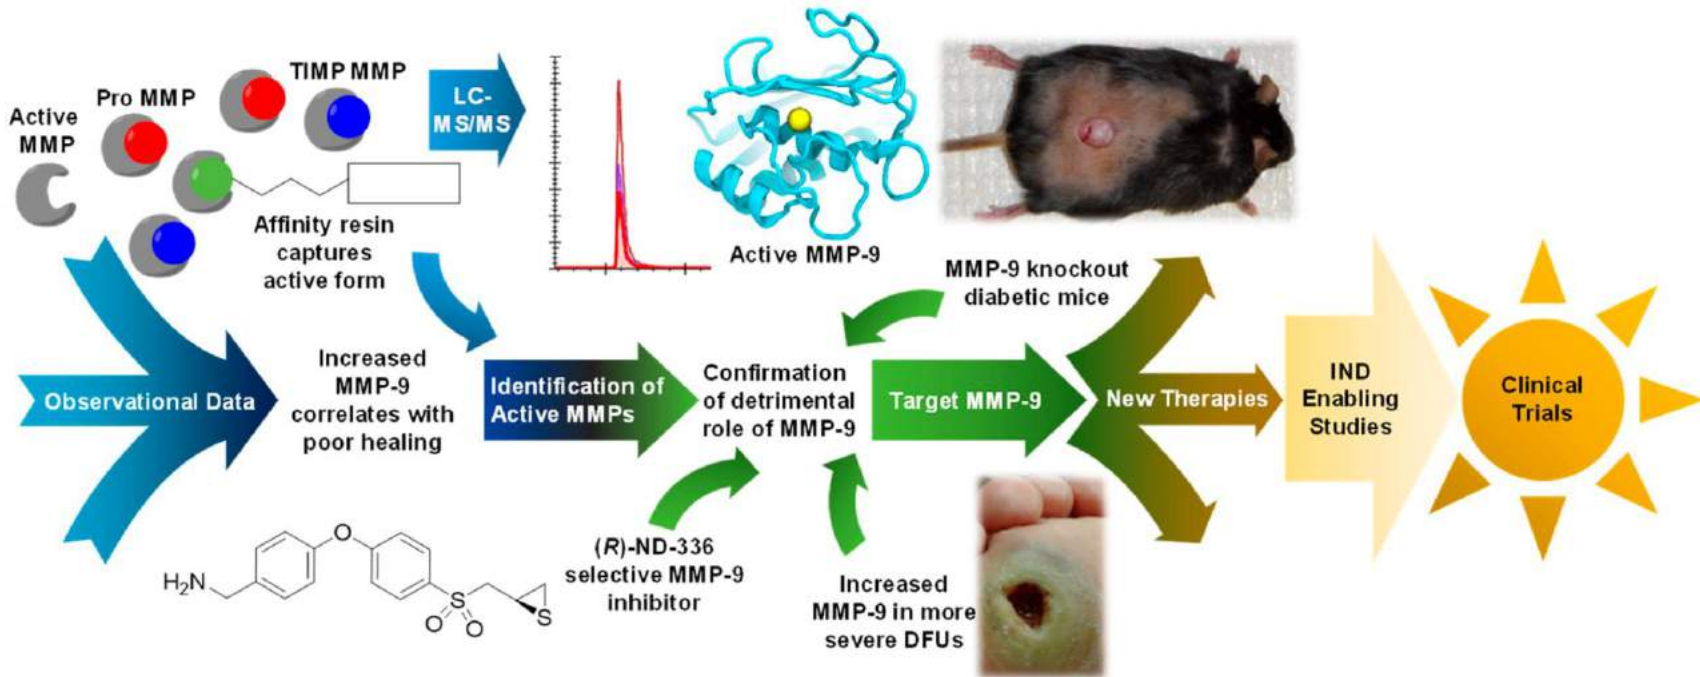 Active
MMP
Pro MMP
TIMP MMP
LC-
MS/MS
Affinity resin
captures
active form
Active MMP-9
MMP-9 knockout
diabetic mice
Observational Data
Increased
MMP-9
correlates with
poor healing
Identification of
Active MMPs
Confirmation
of detrimental
role of MMP-9
Target MMP-9
New Therapies
IND
Enabling
Studies
Clinical
Trials
H₂N
O
S
O
O
S
(R)-ND-336
selective MMP-9
inhibitor
Increased
MMP-9 in more
severe DFUs